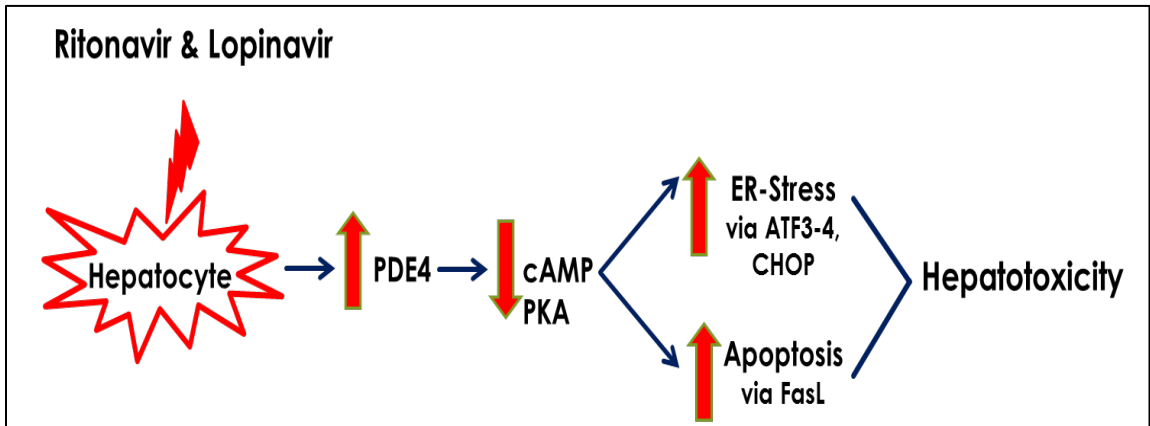 Ritonavir & Lopinavir
Hepatocyte
PDE4
cAMP
PKA
ER-Stress
via ATF3-4,
CHOP
Apoptosis
via FasL
Hepatotoxicity